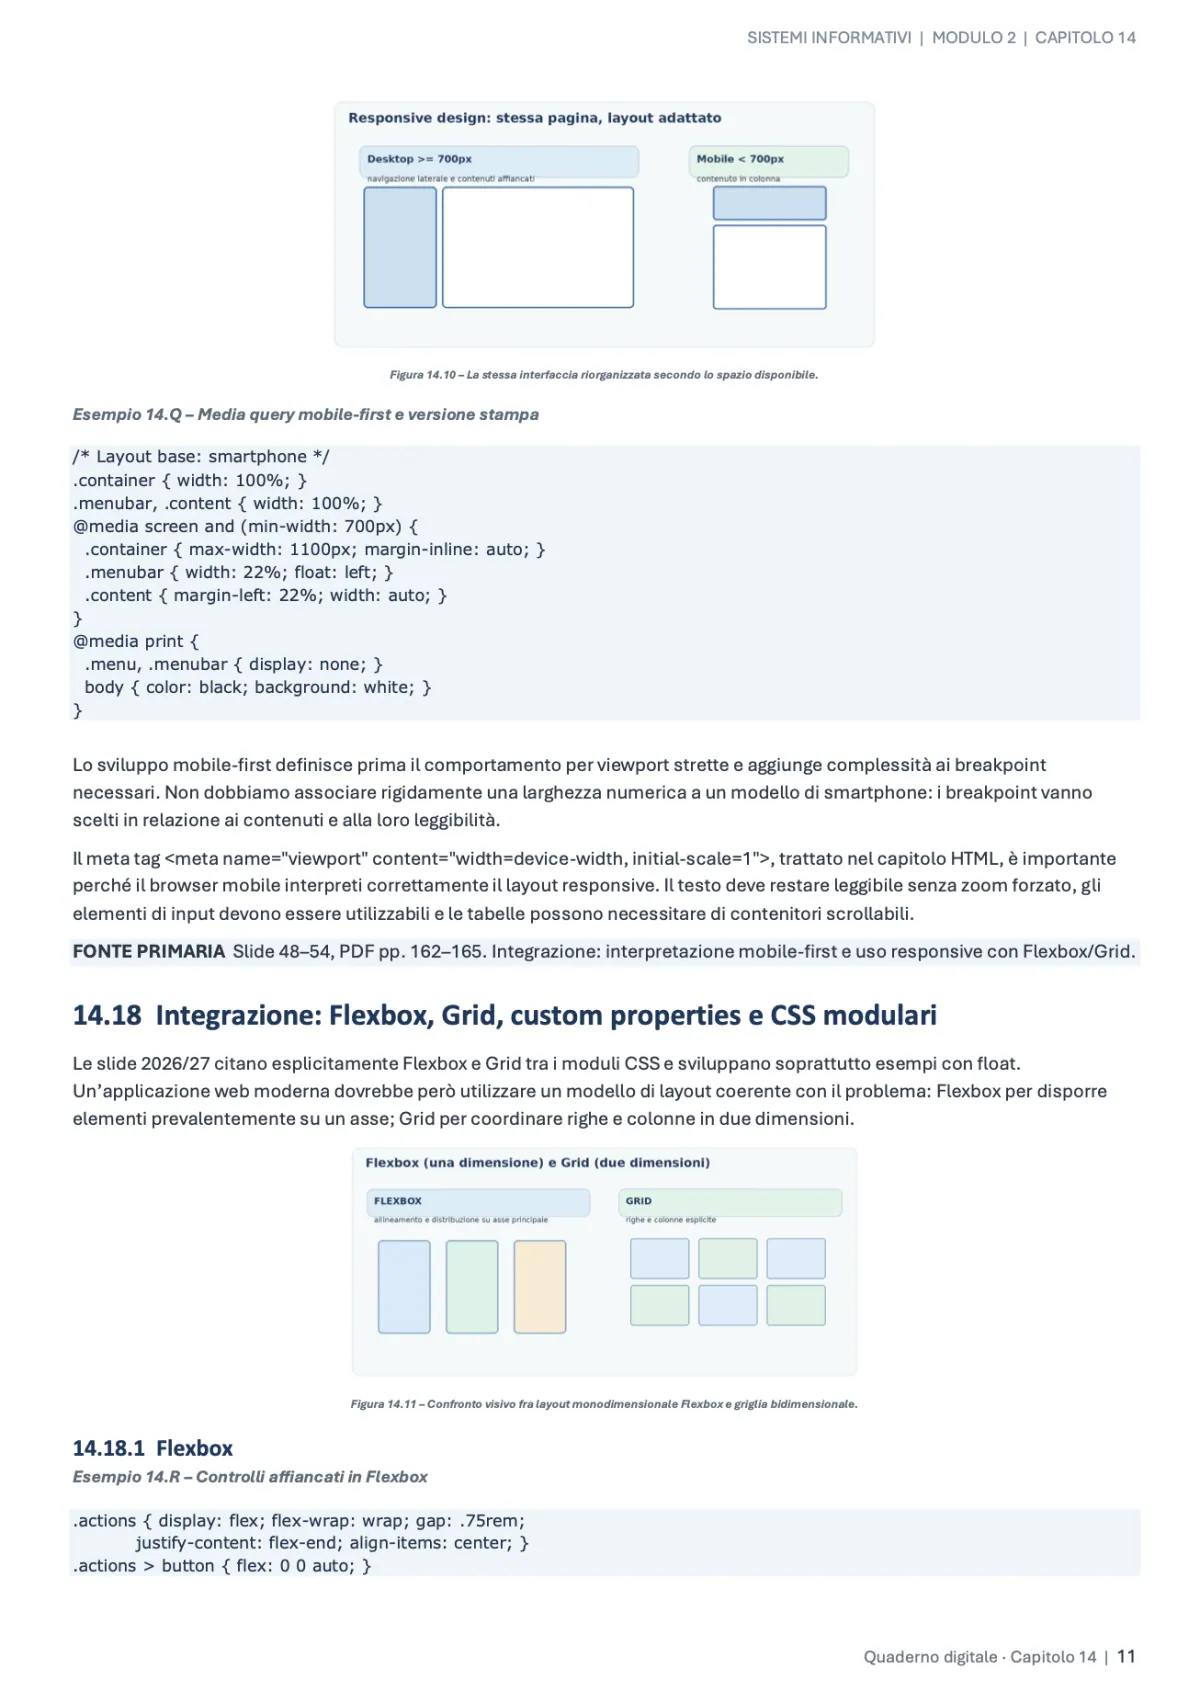 SISTEMI INFORMATIVI | MODULO 2 | CAPITOLO 14
Responsive design: stessa pagina, layout adattato
Desktop >= 700px
navigazione laterale e contenuti affiancati
Mobile < 700px
contenuto in colonna
Figura 14.10 – La stessa interfaccia riorganizzata secondo lo spazio disponibile.
Esempio 14.Q – Media query mobile-first e versione stampa
/* Layout base: smartphone */
.container { width: 100%; }
.menubar, .content { width: 100%; }
@media screen and (min-width: 700px) {
  .container { max-width: 1100px; margin-inline: auto; }
  .menubar { width: 22%; float: left; }
  .content { margin-left: 22%; width: auto; }
}
@media print {
  .menu, .menubar { display: none; }
  body { color: black; background: white; }
}
Lo sviluppo mobile-first definisce prima il comportamento per viewport strette e aggiunge complessità ai breakpoint
necessari. Non dobbiamo associare rigidamente una larghezza numerica a un modello di smartphone: i breakpoint vanno
scelti in relazione ai contenuti e alla loro leggibilità.
Il meta tag <meta name="viewport" content="width=device-width, initial-scale=1">, trattato nel capitolo HTML, è importante
perché il browser mobile interpreti correttamente il layout responsive. Il testo deve restare leggibile senza zoom forzato, gli
elementi di input devono essere utilizzabili e le tabelle possono necessitare di contenitori scrollabili.
FONTE PRIMARIA Slide 48–54, PDF pp. 162–165. Integrazione: interpretazione mobile-first e uso responsive con Flexbox/Grid.
14.18 Integrazione: Flexbox, Grid, custom properties e CSS modulari
Le slide 2026/27 citano esplicitamente Flexbox e Grid tra i moduli CSS e sviluppano soprattutto esempi con float.
Un’applicazione web moderna dovrebbe però utilizzare un modello di layout coerente con il problema: Flexbox per disporre
elementi prevalentemente su un asse; Grid per coordinare righe e colonne in due dimensioni.
Flexbox (una dimensione) e Grid (due dimensioni)
FLEXBOX
allineamento e distribuzione su asse principale
GRID
righe e colonne esplicite
Figura 14.11 – Confronto visivo fra layout monodimensionale Flexbox e griglia bidimensionale.
14.18.1 Flexbox
Esempio 14.R – Controlli affiancati in Flexbox
.actions { display: flex; flex-wrap: wrap; gap: .75rem;
           justify-content: flex-end; align-items: center; }
.actions > button { flex: 0 0 auto; }
Quaderno digitale · Capitolo 14 | 11